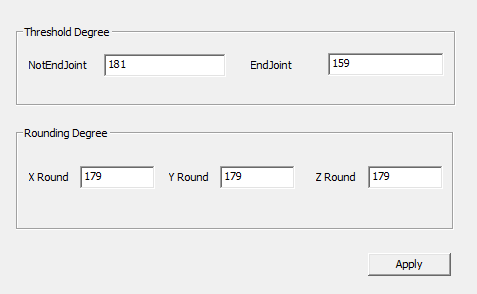 Threshold Degree
NotEndJoint 181 EndJoint 159
Rounding Degree
X Round 179 Y Round 179 Z Round 179
Apply